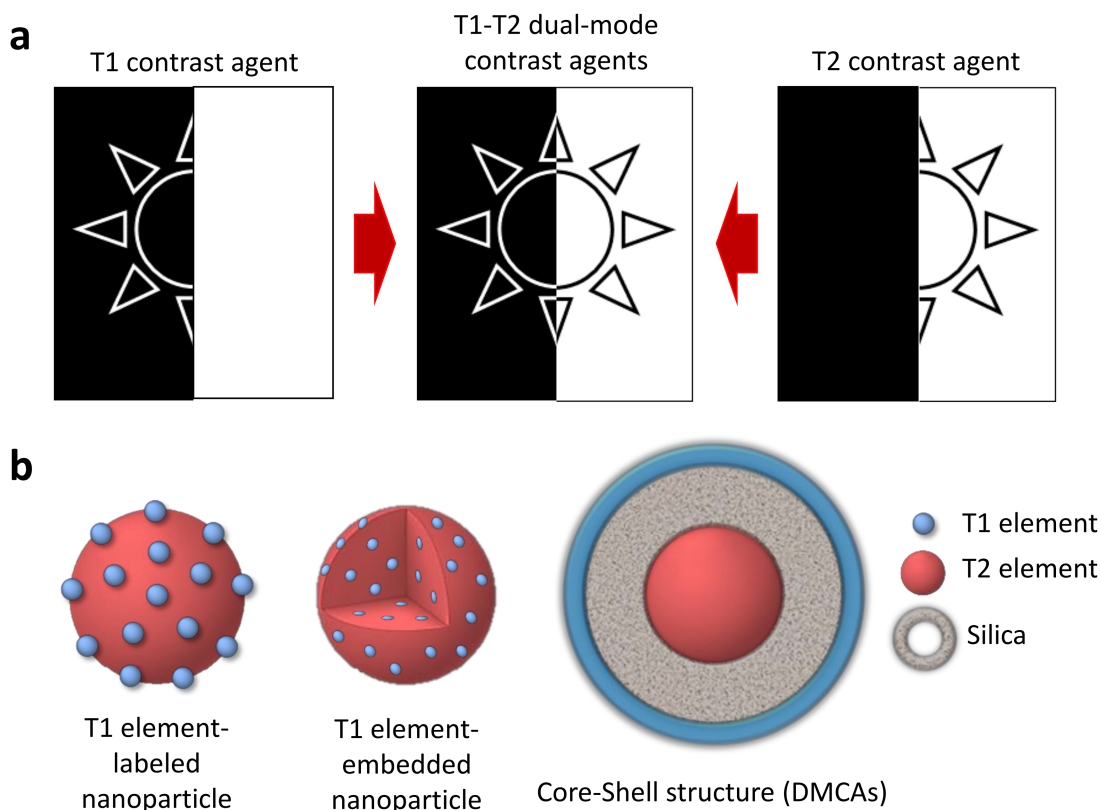 a
T1 contrast agent
T1-T2 dual-mode
contrast agents
T2 contrast agent
b
T1 element-
labeled
nanoparticle
T1 element-
embedded
nanoparticle
Core-Shell structure (DMCAs)
T1 element
T2 element
Silica